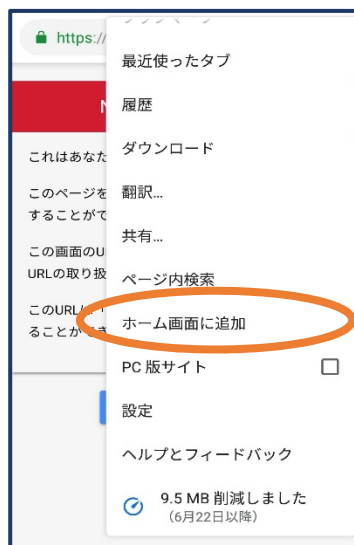 https://
最近使ったタブ
履歴
ダウンロード
翻訳...
共有...
ページ内検索
ホーム画面に追加
PC 版サイト
設定
ヘルプとフィードバック
9.5 MB 削減しました
(6月22日以降)
N
これはあなた
このページを
することがで
この画面のU
URLの取り扱
このURLは
ることが